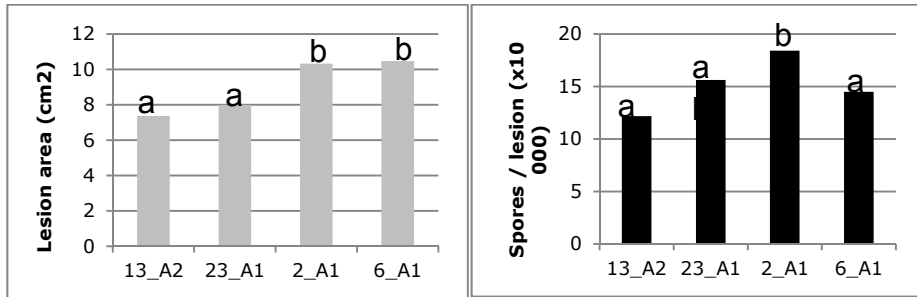 12
10
8
6
4
2
0
Lesion area (cm2)
a
a
b
b
13_A2
23_A1
2_A1
6_A1
20
15
10
5
0
Spores / lesion (x10
000)
a
a
b
a
13_A2
23_A1
2_A1
6_A1